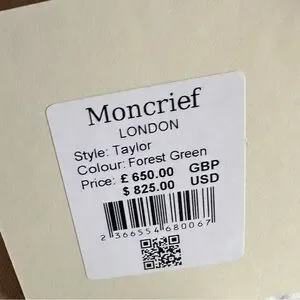 Moncrief
LONDON
Style: Taylor
Colour: Forest Green
Price: £ 650.00 GBP
$ 825.00 USD
2 366554 680067